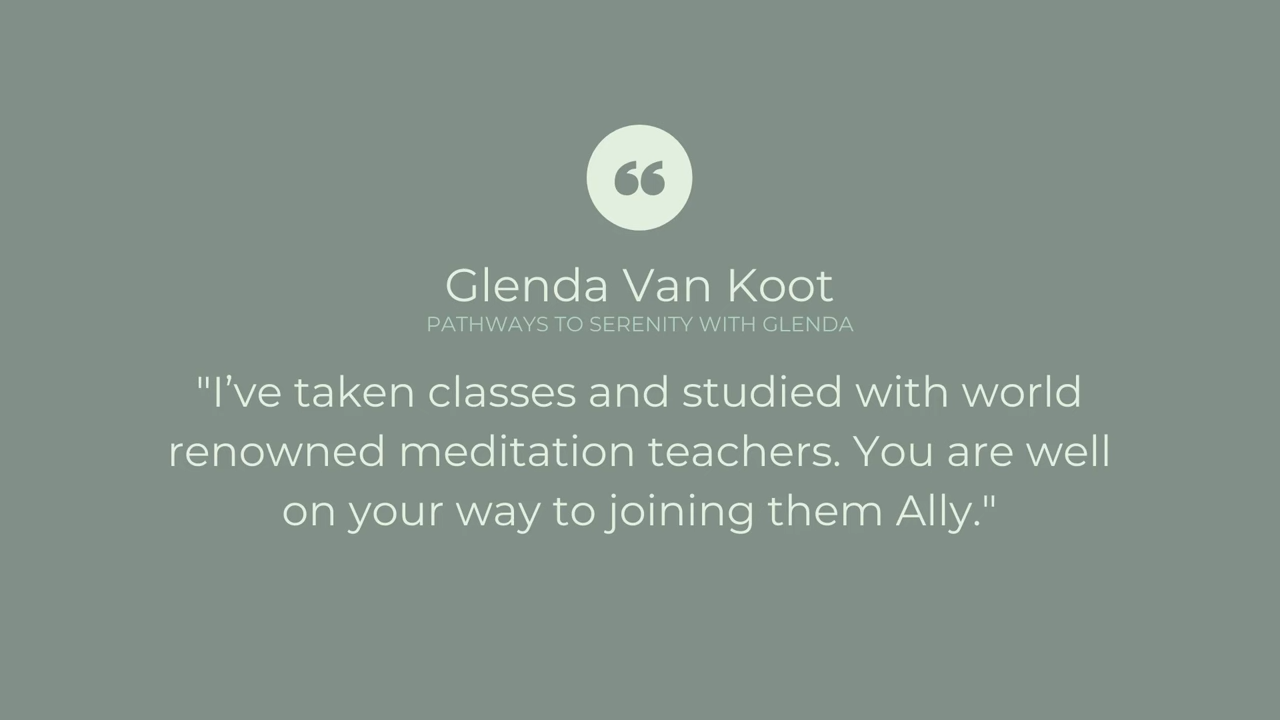 ❝
Glenda Van Koot
PATHWAYS TO SERENITY WITH GLENDA
"I’ve taken classes and studied with world
renowned meditation teachers. You are well
on your way to joining them Ally."